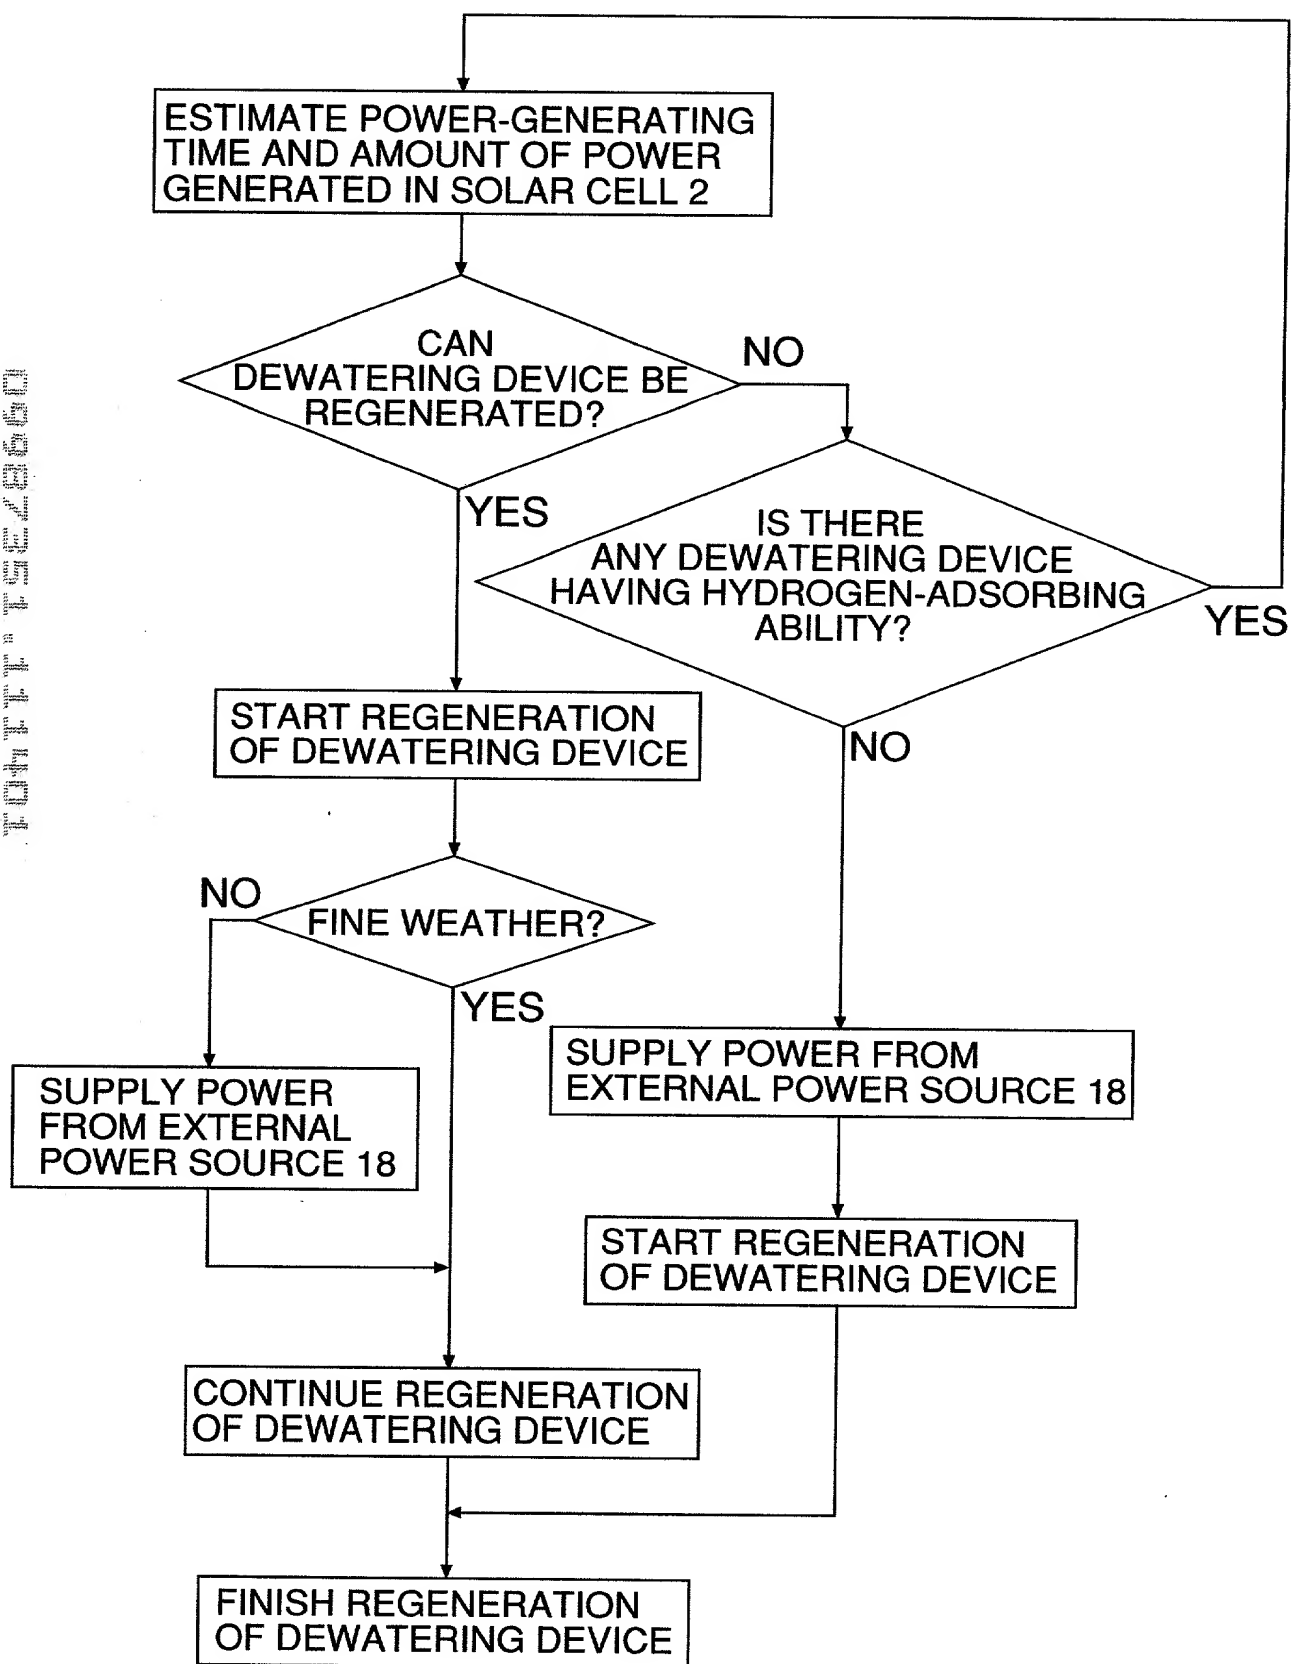 ESTIMATE POWER-GENERATING
TIME AND AMOUNT OF POWER
GENERATED IN SOLAR CELL 2
CAN
DEWATERING DEVICE BE
REGENERATED?
NO
YES
IS THERE
ANY DEWATERING DEVICE
HAVING HYDROGEN-ADSORBING
ABILITY?
YES
NO
START REGENERATION
OF DEWATERING DEVICE
FINE WEATHER?
NO
YES
SUPPLY POWER
FROM EXTERNAL
POWER SOURCE 18
SUPPLY POWER FROM
EXTERNAL POWER SOURCE 18
START REGENERATION
OF DEWATERING DEVICE
CONTINUE REGENERATION
OF DEWATERING DEVICE
FINISH REGENERATION
OF DEWATERING DEVICE